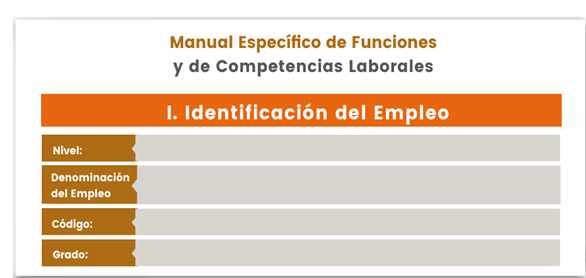 Manual Específico de Funciones
y de Competencias Laborales
I. Identificación del Empleo
Nivel:
Denominación
del Empleo
Código:
Grado: